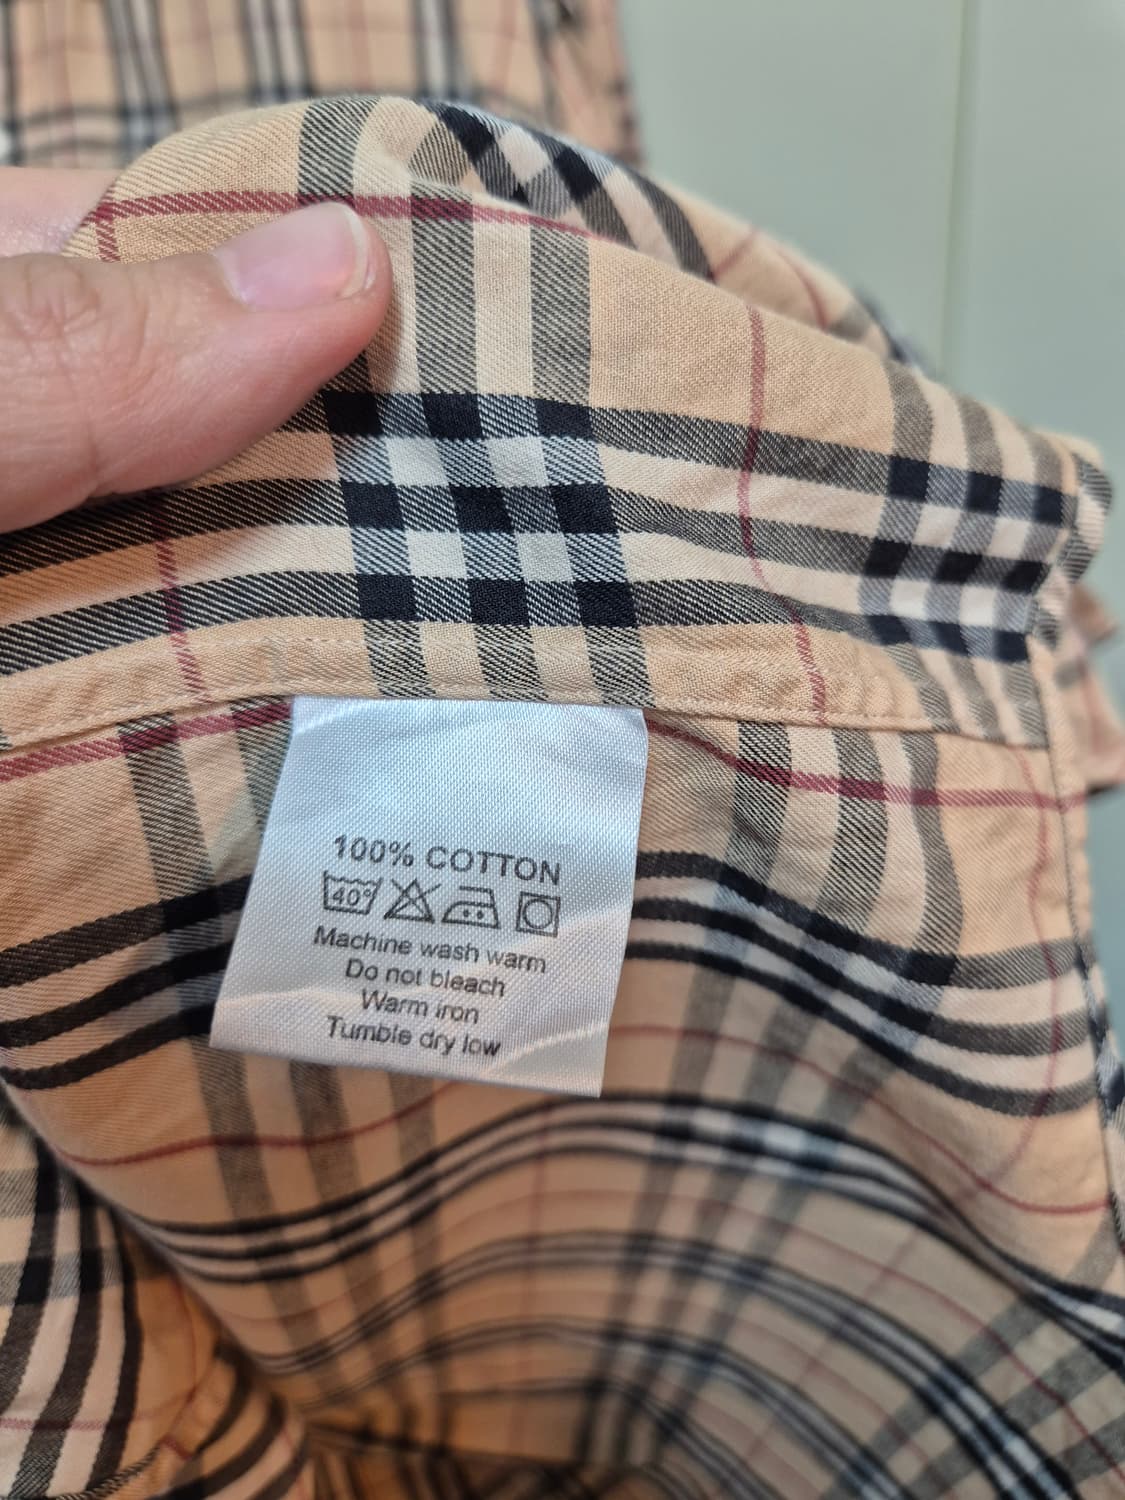 100% COTTON
40°
Machine wash warm
Do not bleach
Warm iron
Tumble dry low